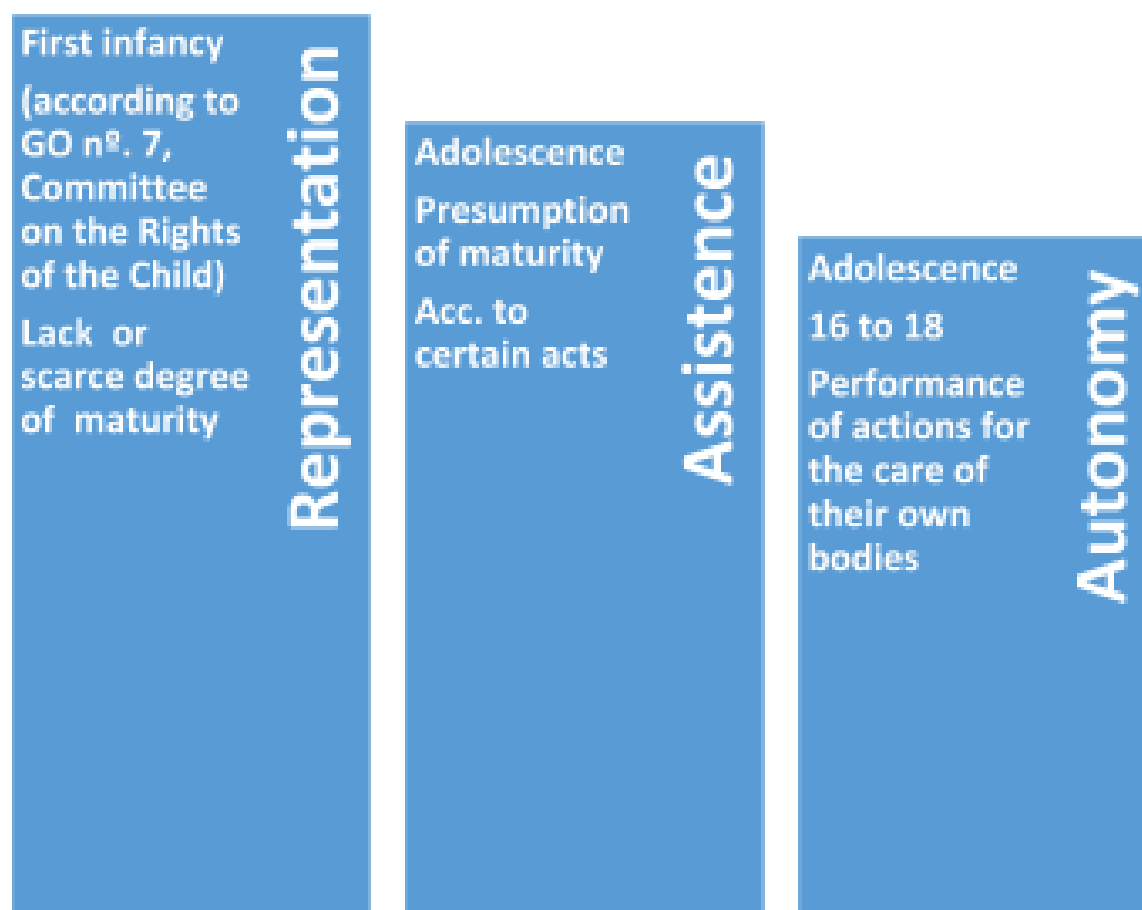 First infancy
(according to
GO nº. 7,
Committee
on the Rights
of the Child)
Lack or
scarce degree
of maturity
Representation
Adolescence
Presumption
of maturity
Acc. to
certain acts
Assistence
Adolescence
16 to 18
Performance
of actions for
the care of
their own
bodies
Autonomy